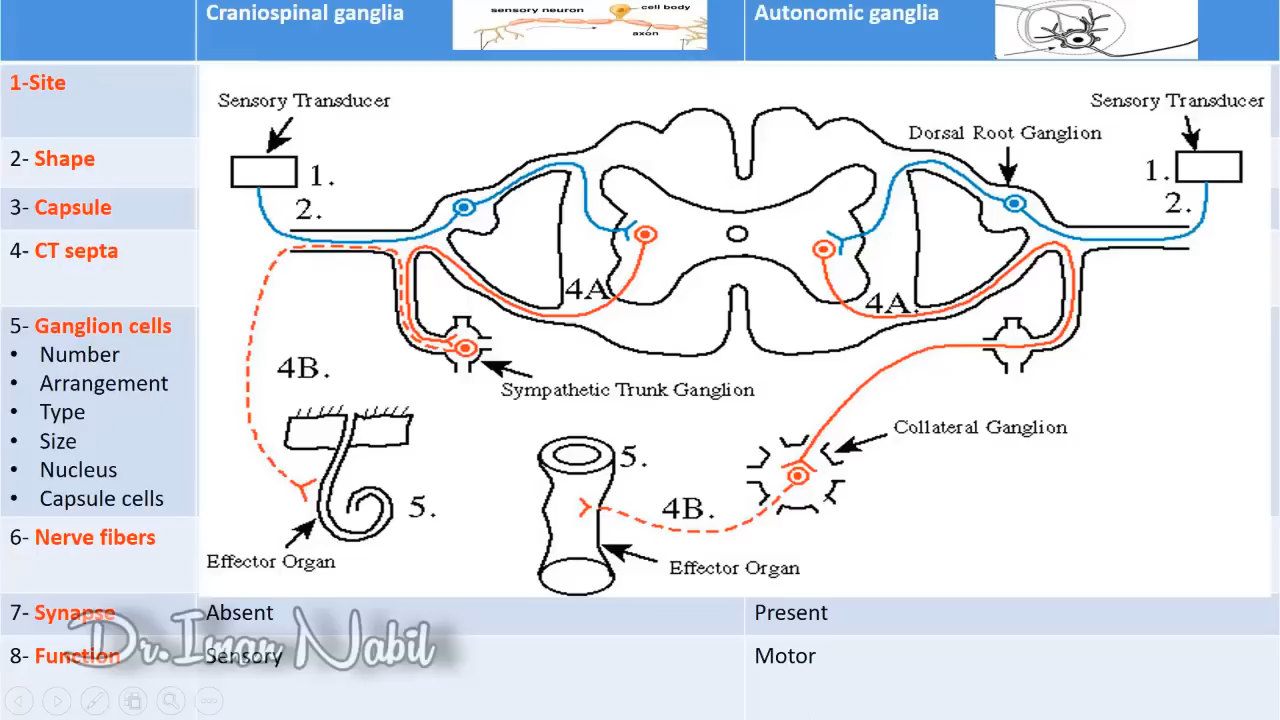 Craniospinal ganglia
sensory neuron
cell body
axon
Autonomic ganglia
1-Site
2- Shape
3- Capsule
4- CT septa
5- Ganglion cells
• Number
• Arrangement
• Type
• Size
• Nucleus
• Capsule cells
6- Nerve fibers
Sensory Transducer
1.
2.
4A
4B.
Sympathetic Trunk Ganglion
5.
Effector Organ
Sensory Transducer
Dorsal Root Ganglion
1.
2.
4A.
Collateral Ganglion
5.
4B.
Effector Organ
7- Synapse
Absent
Present
8- Function
Sensory
Motor
Dr.Iman Nabil